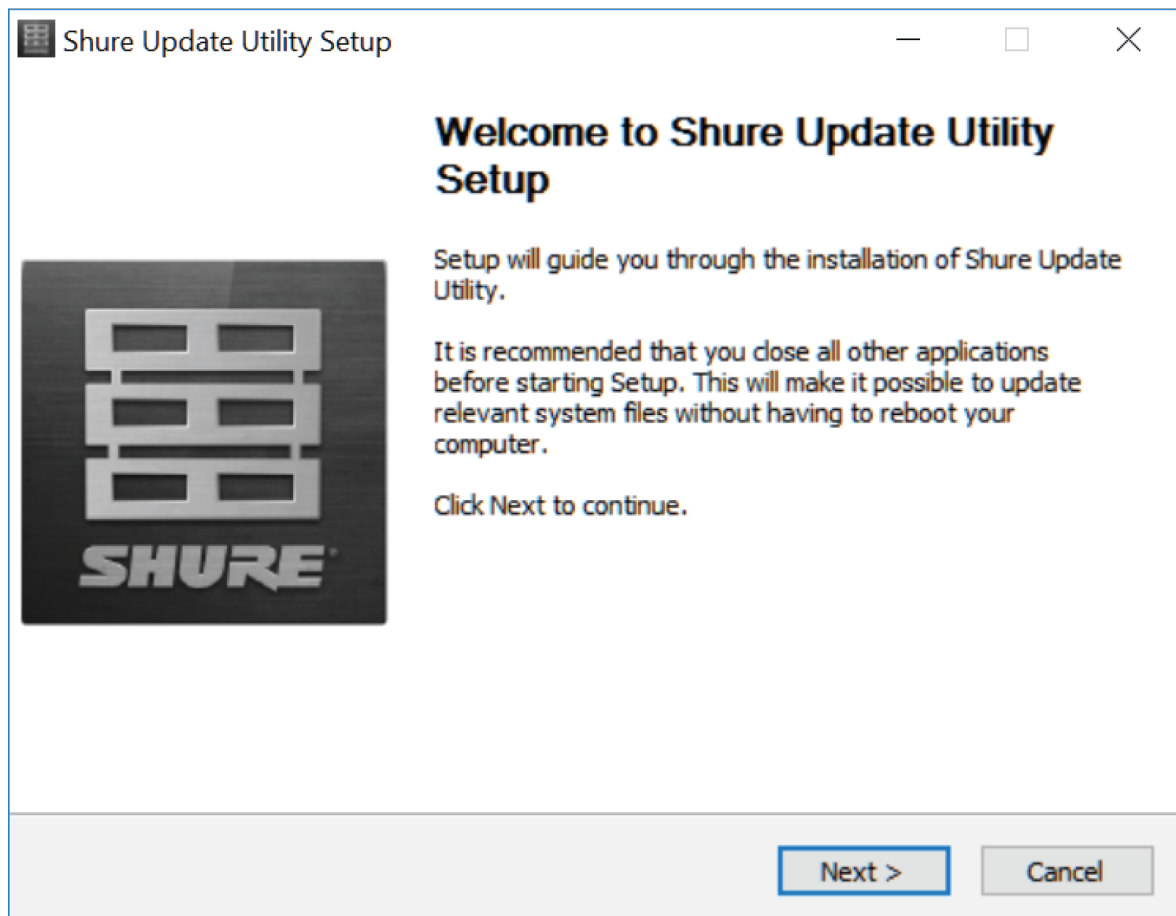 Shure Update Utility Setup
Welcome to Shure Update Utility
Setup
Setup will guide you through the installation of Shure Update
Utility.
It is recommended that you close all other applications
before starting Setup. This will make it possible to update
relevant system files without having to reboot your
computer.
Click Next to continue.
SHURE
Next >
Cancel